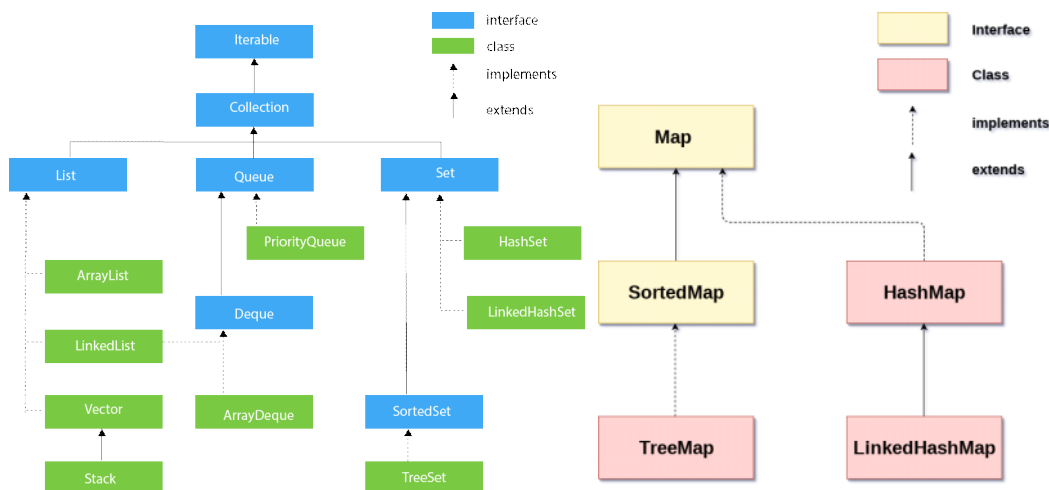 Iterable
interface
class
implements
extends
Collection
List
Queue
Set
PriorityQueue
HashSet
ArrayList
Deque
LinkedHashSet
LinkedList
Vector
ArrayDeque
SortedSet
Stack
TreeSet
Interface
Class
implements
extends
Map
SortedMap
HashMap
TreeMap
LinkedHashMap